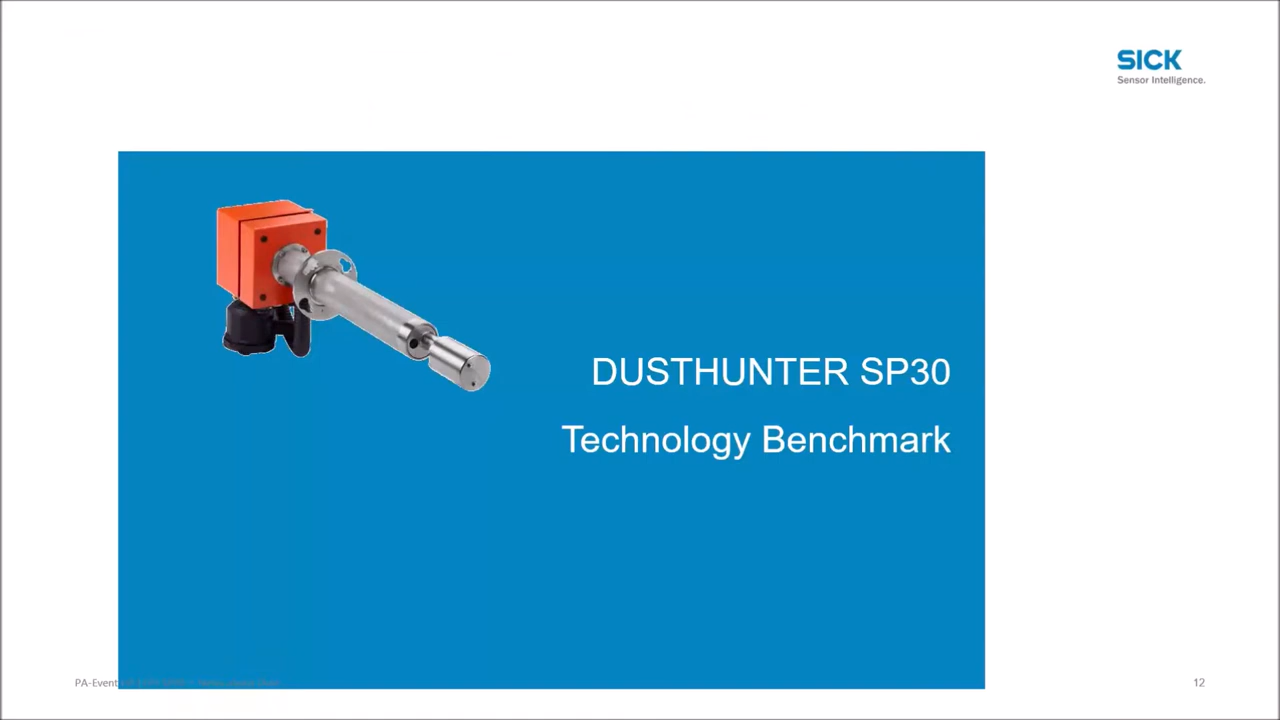 SICK
Sensor Intelligence.
DUSTHUNTER SP30
Technology Benchmark
PA-Event
12